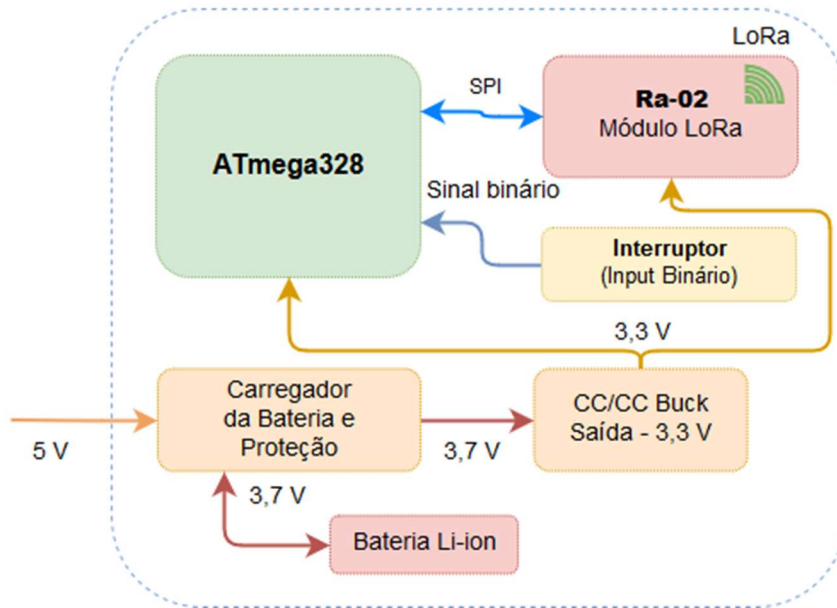 LoRa
Ra-02
Módulo LoRa
SPI
ATmega328
Sinal binário
Interruptor
(Input Binário)
3,3 V
Carregador
da Bateria e
Proteção
CC/CC Buck
Saída - 3,3 V
5 V
3,7 V
3,7 V
Bateria Li-ion